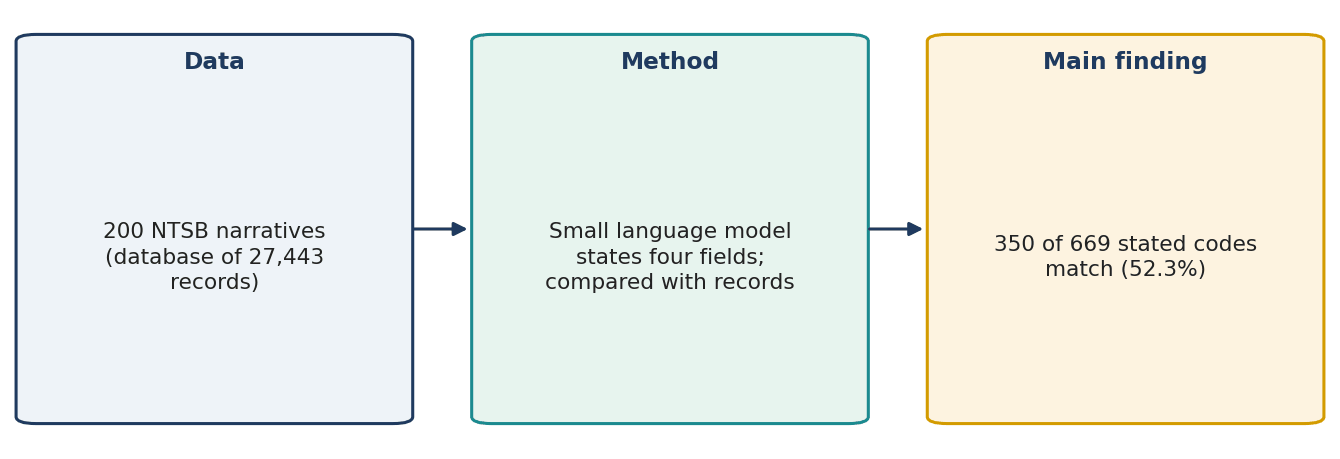 Data
200 NTSB narratives
(database of 27,443
records)
Method
Small language model
states four fields;
compared with records
Main finding
350 of 669 stated codes
match (52.3%)